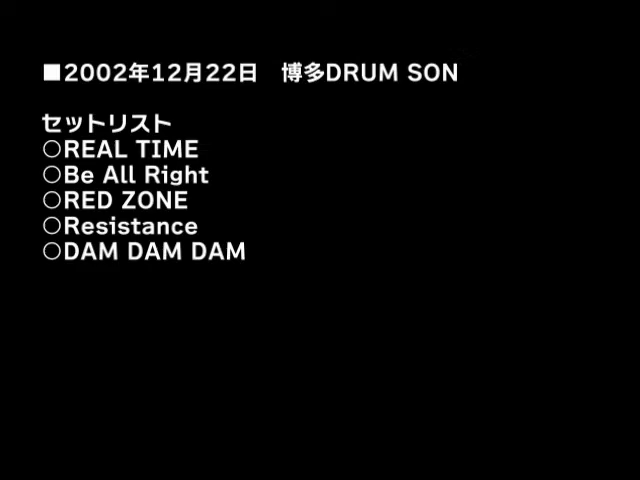 ■2002年12月22日　博多DRUM SON
セットリスト
○REAL TIME
○Be All Right
○RED ZONE
○Resistance
○DAM DAM DAM